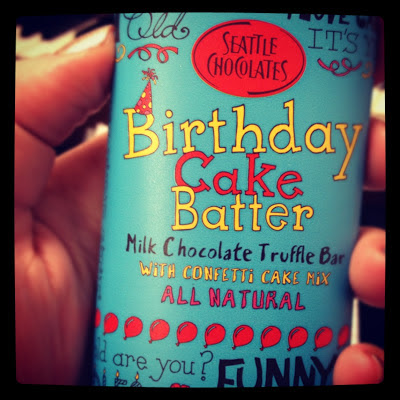 Old
IT'S
SEATTLE
CHOCOLATES
Birthday
Cake
Batter
Milk Chocolate Truffle Bar
WITH CONFETTI CAKE MIX
ALL NATURAL
are you?
FUNNY